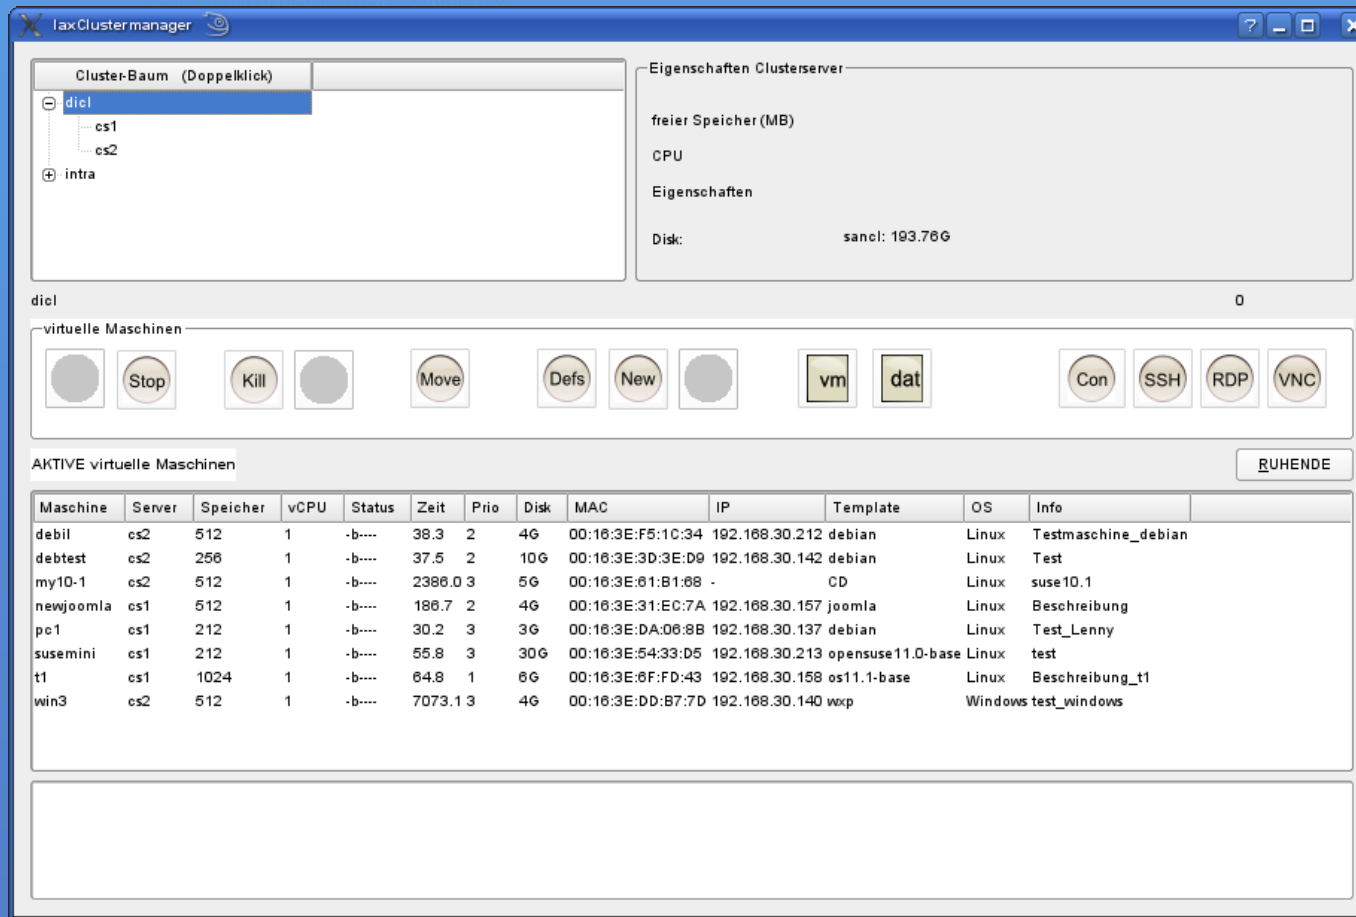 laxClustermanager
Cluster-Baum (Doppelklick)
dicl
cs1
cs2
intra
Eigenschaften Clusterserver
freier Speicher (MB)
CPU
Eigenschaften
Disk: sancl: 193.76G
dicl 0
virtuelle Maschinen
Stop Kill Move Defs New vm dat Con SSH RDP VNC
AKTIVE virtuelle Maschinen RUHENDE
Maschine Server Speicher vCPU Status Zeit Prio Disk MAC IP Template OS Info
debil cs2 512 1 -b---- 38.3 2 4G 00:16:3E:F5:1C:34 192.168.30.212 debian Linux Testmaschine_debian
debtest cs2 256 1 -b---- 37.5 2 10G 00:16:3E:3D:3E:D9 192.168.30.142 debian Linux Test
my10-1 cs2 512 1 -b---- 2386.0 3 5G 00:16:3E:61:B1:68 - CD Linux suse10.1
newjoomla cs1 512 1 -b---- 186.7 2 4G 00:16:3E:31:EC:7A 192.168.30.157 joomla Linux Beschreibung
pc1 cs1 212 1 -b---- 30.2 3 3G 00:16:3E:DA:06:8B 192.168.30.137 debian Linux Test_Lenny
susemini cs1 212 1 -b---- 55.8 3 30G 00:16:3E:54:33:D5 192.168.30.213 opensuse11.0-base Linux test
t1 cs1 1024 1 -b---- 64.8 1 6G 00:16:3E:6F:FD:43 192.168.30.158 os11.1-base Linux Beschreibung_t1
win3 cs2 512 1 -b---- 7073.1 3 4G 00:16:3E:DD:B7:7D 192.168.30.140 wxp Windows test_windows